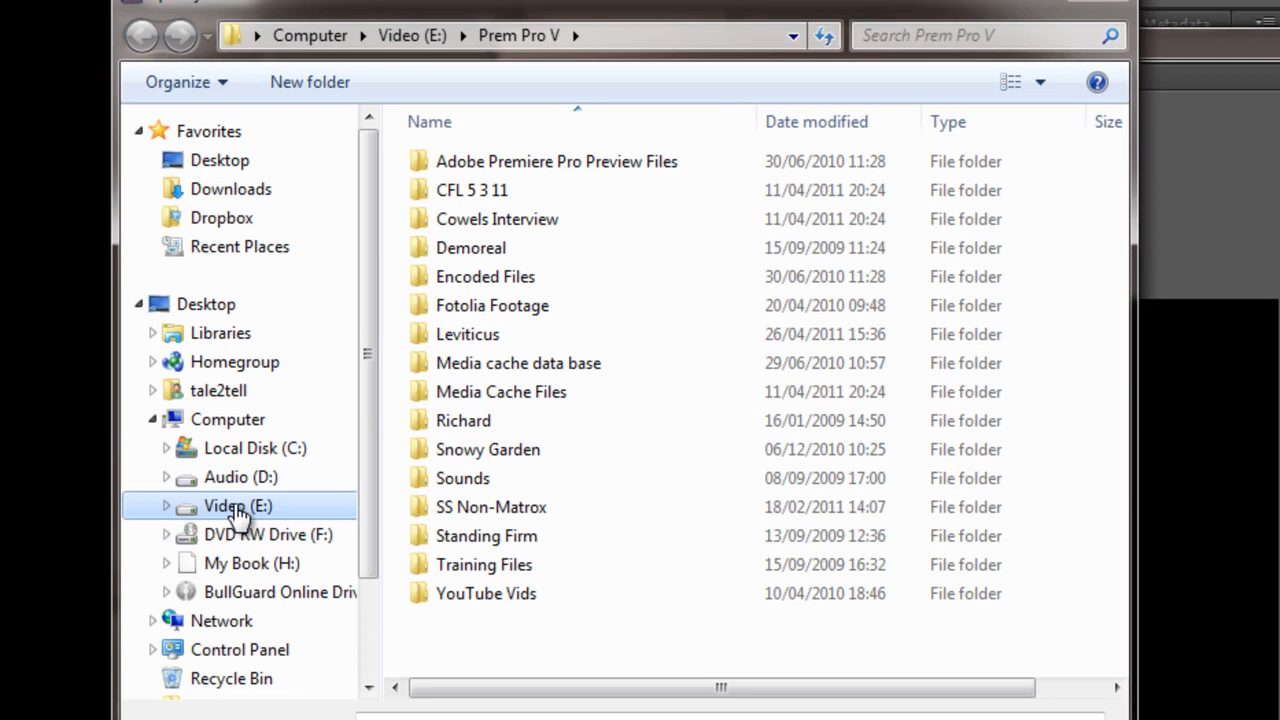 Metadata
Computer Video (E:) Prem Pro V
Search Prem Pro V
Organize New folder
Name Date modified Type Size
Favorites
Desktop
Downloads
Dropbox
Recent Places
Desktop
Libraries
Homegroup
tale2tell
Computer
Local Disk (C:)
Audio (D:)
Video (E:)
DVD RW Drive (F:)
My Book (H:)
BullGuard Online Driv
Network
Control Panel
Recycle Bin
Adobe Premiere Pro Preview Files 30/06/2010 11:28 File folder
CFL 5 3 11 11/04/2011 20:24 File folder
Cowels Interview 11/04/2011 20:24 File folder
Demoreal 15/09/2009 11:24 File folder
Encoded Files 30/06/2010 11:28 File folder
Fotolia Footage 20/04/2010 09:48 File folder
Leviticus 26/04/2011 15:36 File folder
Media cache data base 29/06/2010 10:57 File folder
Media Cache Files 11/04/2011 20:24 File folder
Richard 16/01/2009 14:50 File folder
Snowy Garden 06/12/2010 10:25 File folder
Sounds 08/09/2009 17:00 File folder
SS Non-Matrox 18/02/2011 14:07 File folder
Standing Firm 13/09/2009 12:36 File folder
Training Files 15/09/2009 16:32 File folder
YouTube Vids 10/04/2010 18:46 File folder